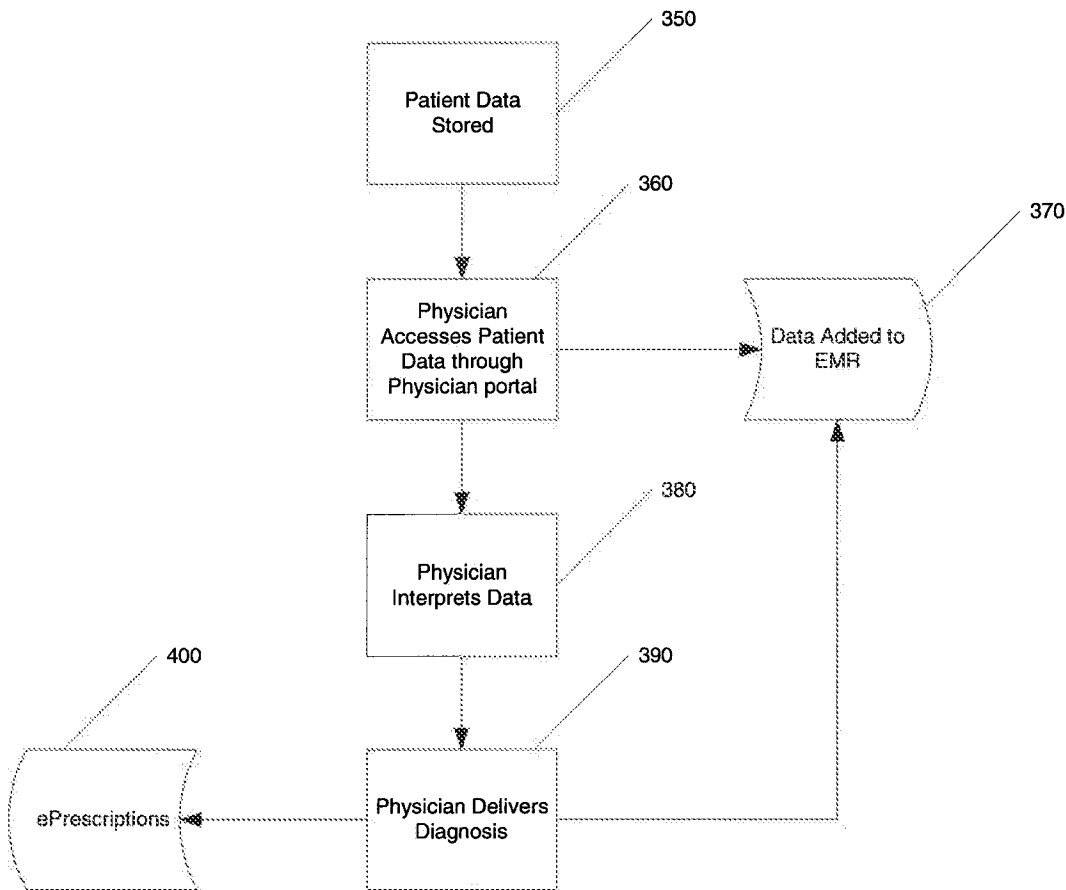 350
Patient Data
Stored
360
370
Physician
Accesses Patient
Data through
Physician portal
Data Added to
EMR
380
Physician
Interprets Data
400
390
ePrescriptions
Physician Delivers
Diagnosis